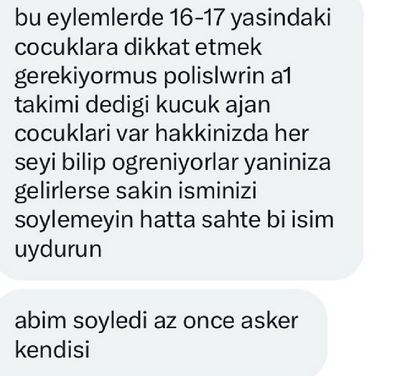 bu eylemlerde 16-17 yasindaki
cocuklara dikkat etmek
gerekiyormus polislwrin a1
takimi dedigi kucuk ajan
cocuklari var hakkinizda her
seyi bilip ogreniyorlar yaniniza
gelirlerse sakin isminizi
soylemeyin hatta sahte bi isim
uydurun
abim soyledi az once asker
kendisi